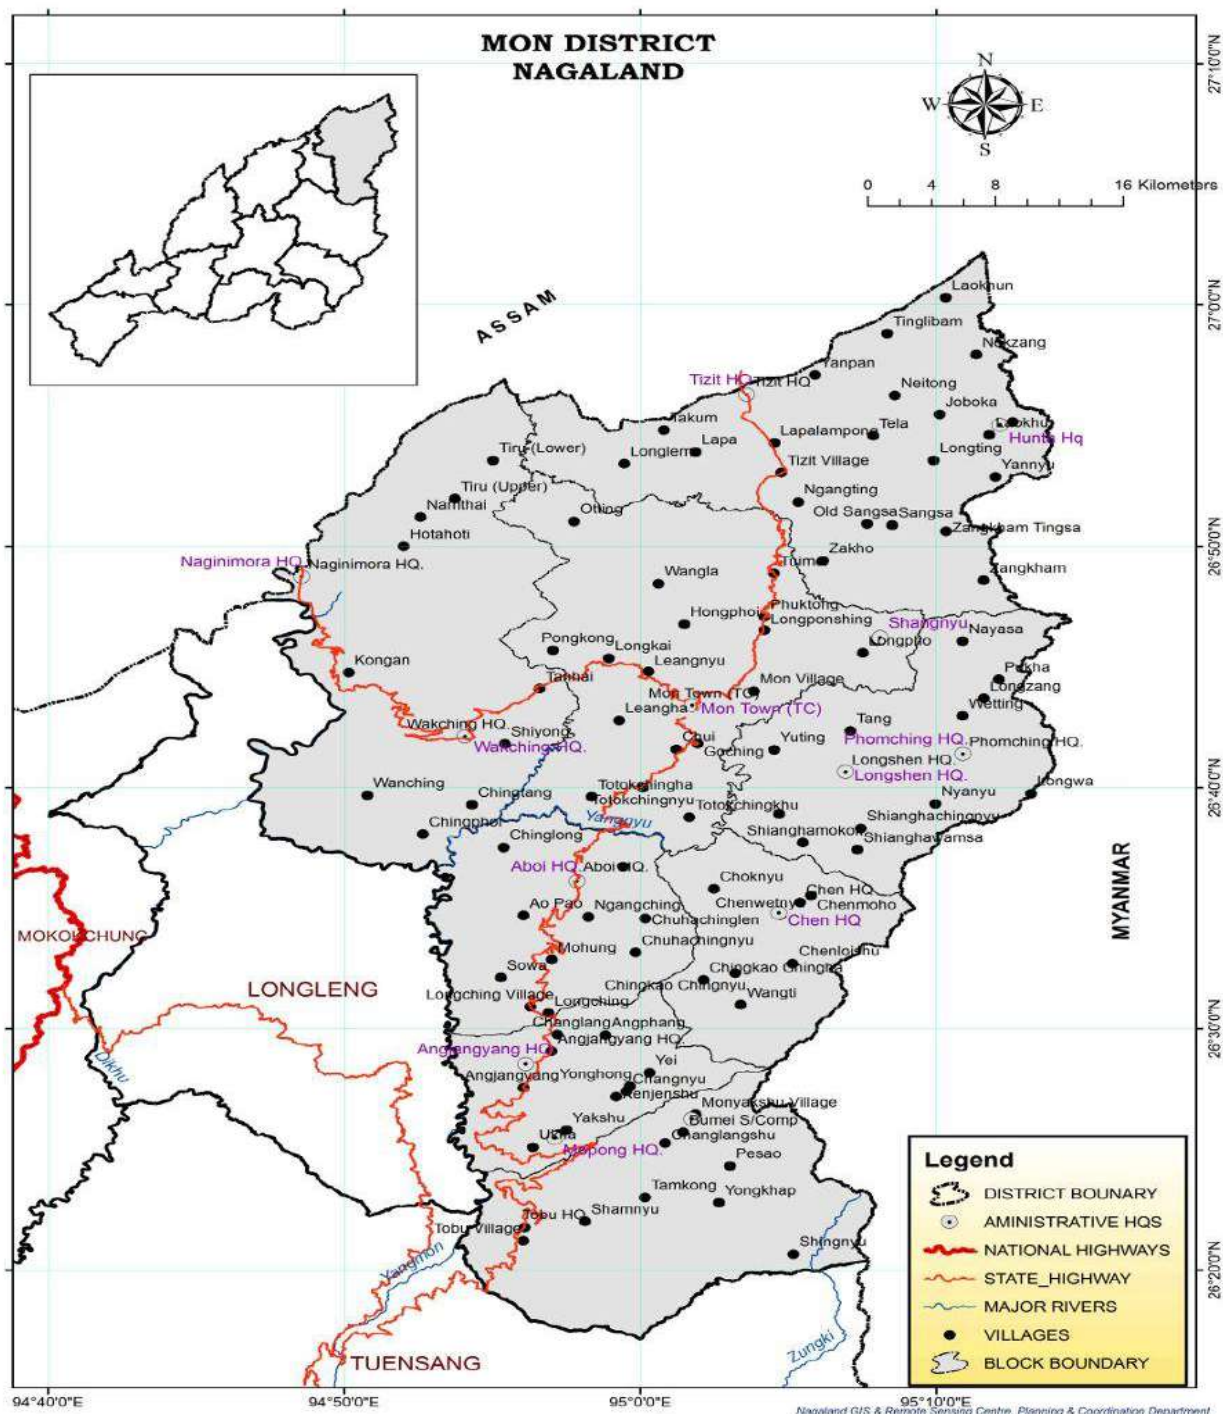 MON DISTRICT
NAGALAND
N
W
E
S
0
4
8
16 Kilometers
27°10'0"N
27°0'0"N
26°50'0"N
26°40'0"N
26°30'0"N
26°20'0"N
ASSAM
Laokhun
Tinglibam
Nokzang
Yanpan
Tizit HQ
Tizit HQ
Neitong
Joboka
Takum
Lapalampong
Tela
Hunta Hq
Lapa
Longting
Tiru (Lower)
Longlem
Tizit Village
Yannyu
Tiru (Upper)
Ngangting
Namthai
Oting
Old Sangsa
Sangsa
Hotahoti
Zangkham Tingsa
Naginimora HQ.
Naginimora HQ.
Zakho
Wangla
Zangkham
Phuktong
Hongphoi
Longponshing
Shangnyu
Pongkong
Longkai
Longpho
Nayasa
Kongan
Leangnyu
Tanhai
Mon Village
Longzang
Mon Town (TC)
Leangha
Mon Town (TC)
Wetting
Wakching HQ.
Shiyong
Wakching HQ.
Chui
Goching
Tang
Yuting
Phomching HQ.
Phomching HQ.
Longshen HQ.
Longshen HQ.
Wanching
Chingtang
Totokchingha
Totokchingnyu
Totokchingkhu
Nyanyu
Longwa
Chingphoi
Yangnyu
Shianghachingnyu
Chinglong
Shianghamokon
Shianghawamsa
Aboi HQ.
Aboi HQ.
Choknyu
Chen HQ
Ao Pao
Ngangching
Chenwetnyu
Chenmoho
Chuhachinglen
Chen HQ
MYANMAR
MOKOKCHUNG
Mohung
Chuhachingnyu
Chenloishu
Sowa
Chingkao Chingha
LONGLENG
Longching Village
Longching
Chingkao Chingnyu
Wangti
Changlang
Angphang
Angjangyang HQ.
Angjangyang HQ.
Dikhu
Yei
Angjangyang
Yonghong
Changnyu
Kenjenshu
Monyakshu Village
Yakshu
Bumei S/Comp
Mopong HQ.
Changlangshu
Pesao
Tamkong
Yongkhap
Tobu HQ
Shamnyu
Tobu Village
Shingnyu
Yangmon
Zungki
TUENSANG
Legend
DISTRICT BOUNARY
AMINISTRATIVE HQS
NATIONAL HIGHWAYS
STATE_HIGHWAY
MAJOR RIVERS
VILLAGES
BLOCK BOUNDARY
94°40'0"E
94°50'0"E
95°0'0"E
95°10'0"E
Nagaland GIS & Remote Sensing Centre, Planning & Coordination Department